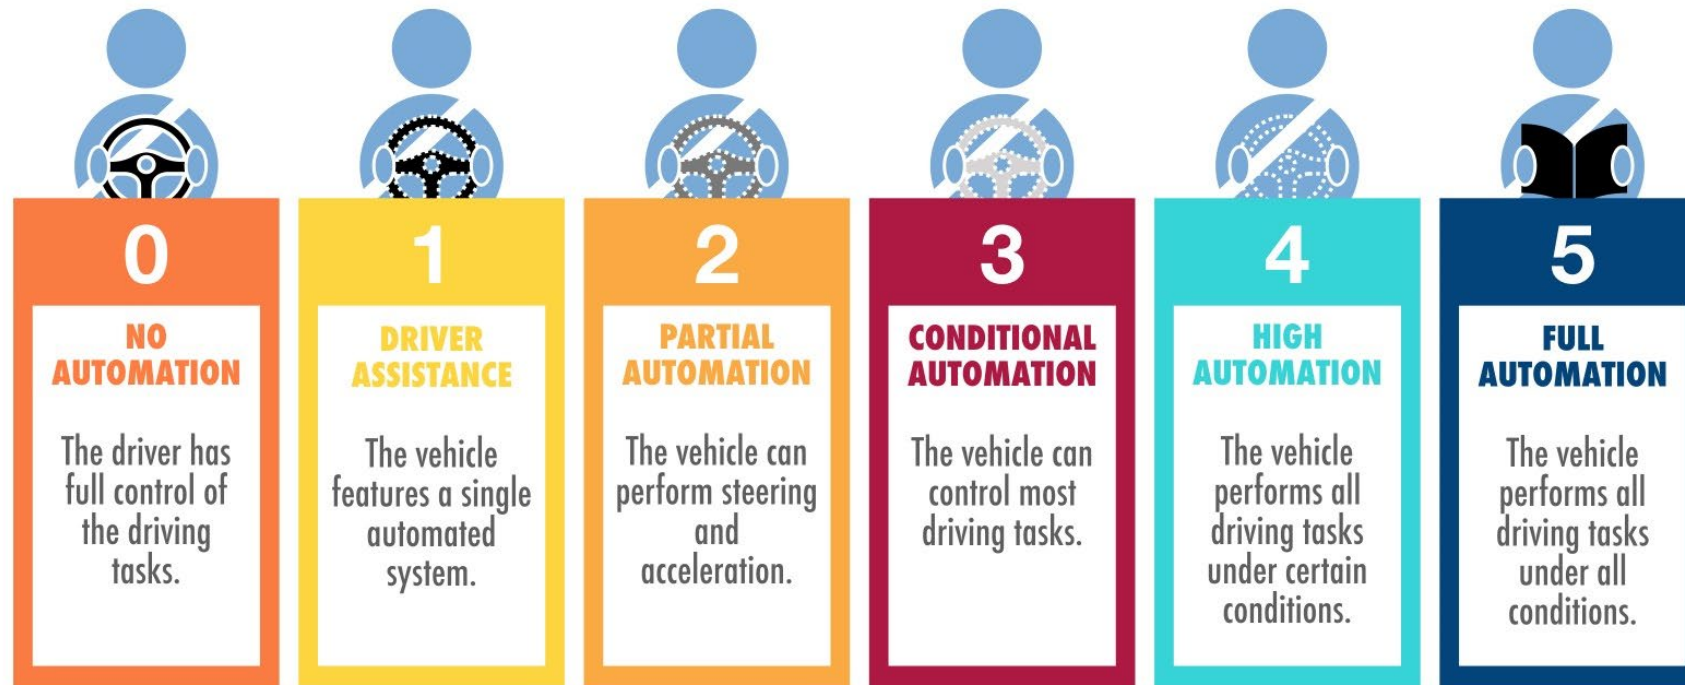 0
NO
AUTOMATION
The driver has
full control of
the driving
tasks.
1
DRIVER
ASSISTANCE
The vehicle
features a single
automated
system.
2
PARTIAL
AUTOMATION
The vehicle can
perform steering
and
acceleration.
3
CONDITIONAL
AUTOMATION
The vehicle can
control most
driving tasks.
4
HIGH
AUTOMATION
The vehicle
performs all
driving tasks
under certain
conditions.
5
FULL
AUTOMATION
The vehicle
performs all
driving tasks
under all
conditions.